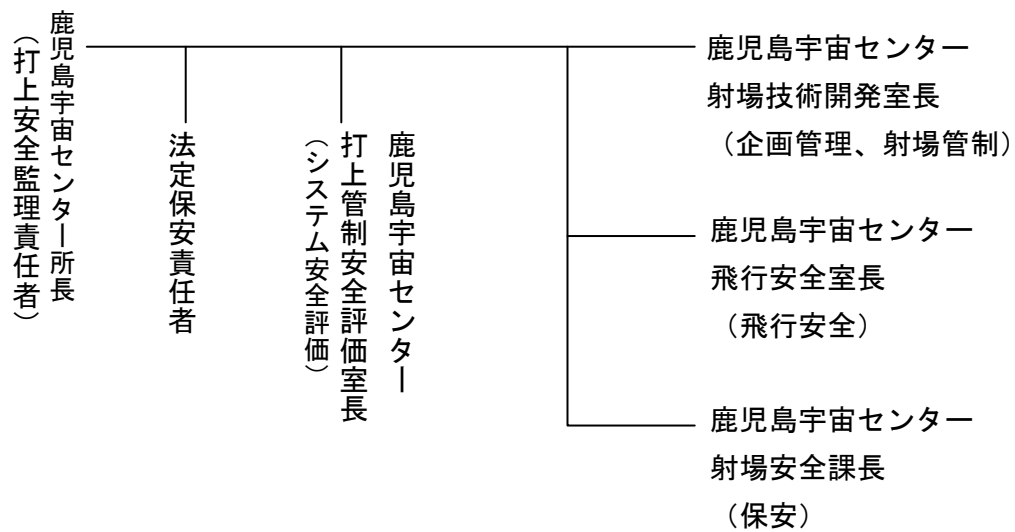 鹿児島宇宙センター所長
（打上安全監理責任者）
法定保安責任者
鹿児島宇宙センター
打上管制安全評価室長
（システム安全評価）
鹿児島宇宙センター
射場技術開発室長
（企画管理、射場管制）
鹿児島宇宙センター
飛行安全室長
（飛行安全）
鹿児島宇宙センター
射場安全課長
（保安）